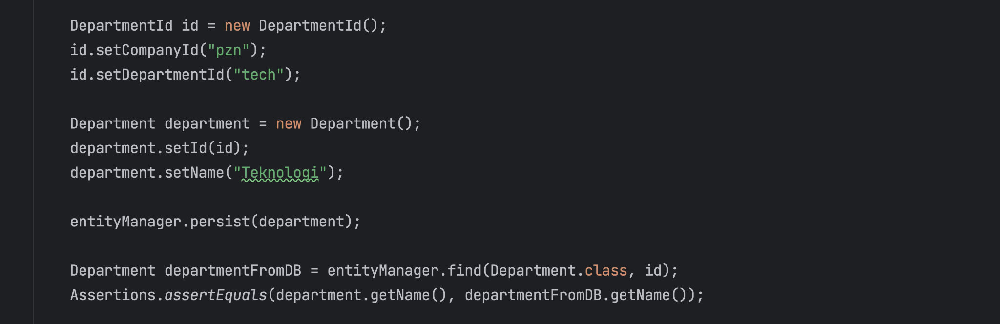 DepartmentId id = new DepartmentId();
id.setCompanyId("pzn");
id.setDepartmentId("tech");
Department department = new Department();
department.setId(id);
department.setName("Teknologi");
entityManager.persist(department);
Department departmentFromDB = entityManager.find(Department.class, id);
Assertions.assertEquals(department.getName(), departmentFromDB.getName());